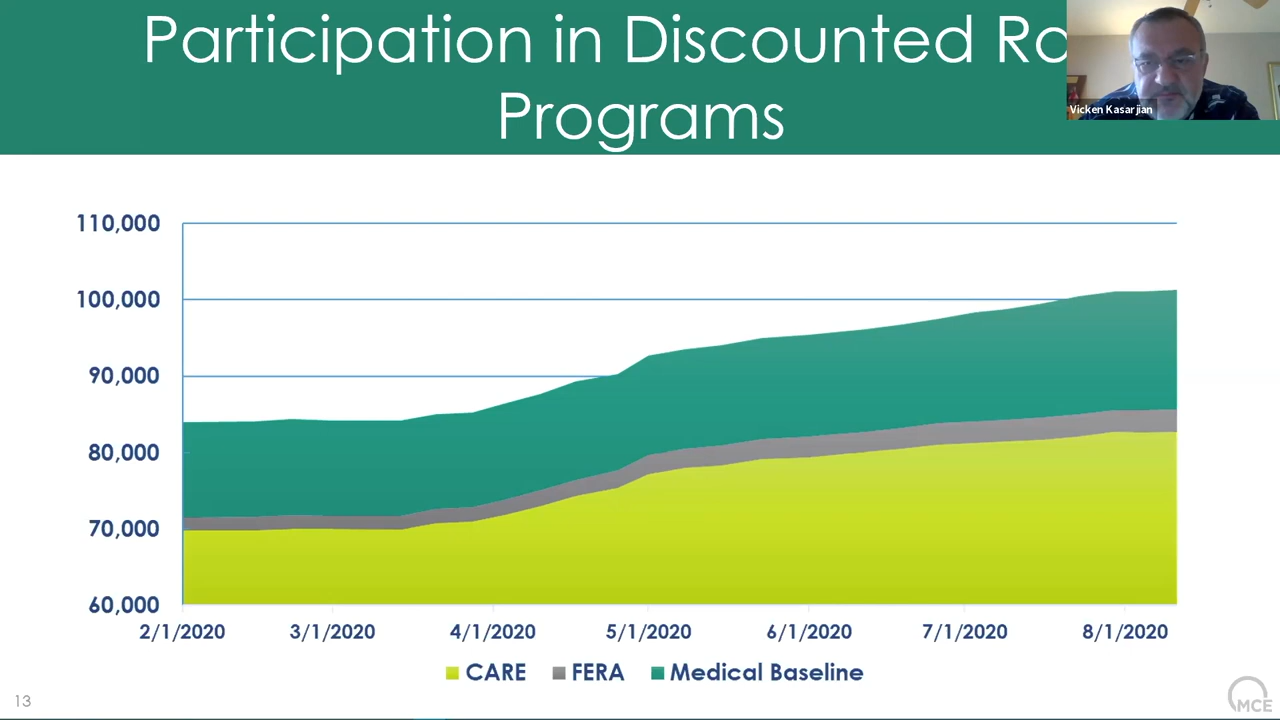 Participation in Discounted
Programs
Vicken Kasarjian
110,000
100,000
90,000
80,000
70,000
60,000
2/1/2020 3/1/2020 4/1/2020 5/1/2020 6/1/2020 7/1/2020 8/1/2020
CARE FERA Medical Baseline
13
MCE